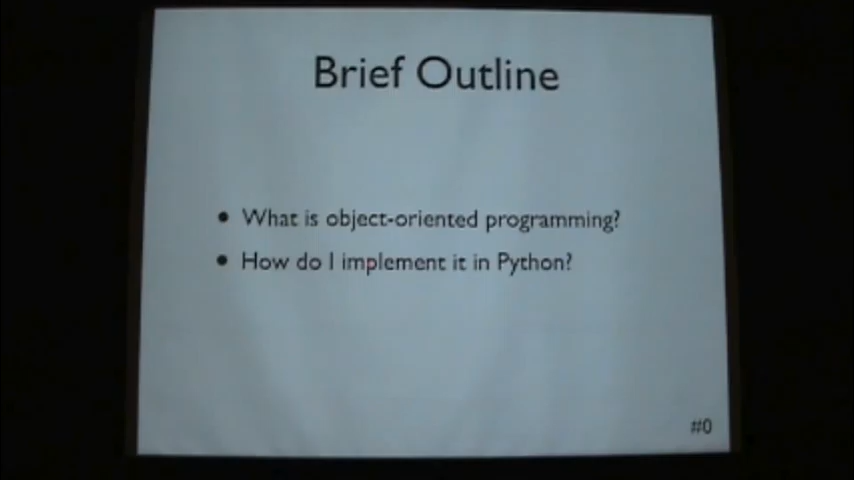 Brief Outline
• What is object-oriented programming?
• How do I implement it in Python?
#0